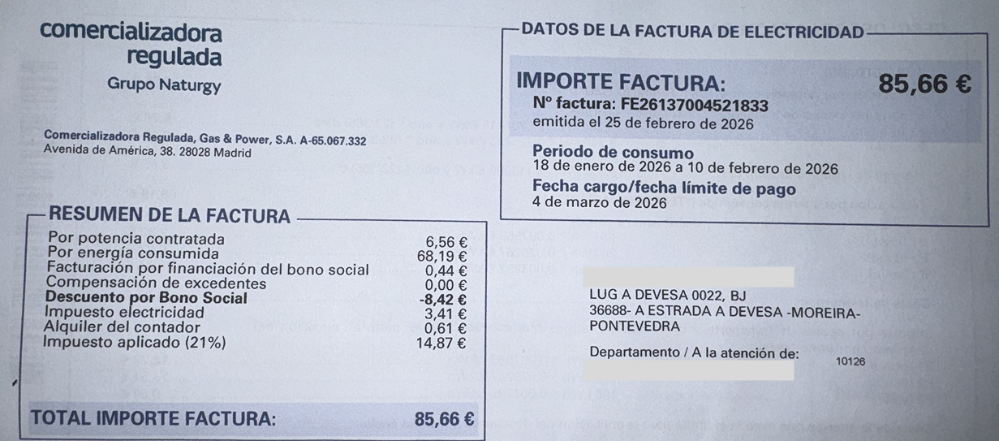 comercializadora
regulada
Grupo Naturgy
Comercializadora Regulada, Gas & Power, S.A. A-65.067.332
Avenida de América, 38. 28028 Madrid
DATOS DE LA FACTURA DE ELECTRICIDAD
IMPORTE FACTURA: 85,66 €
Nº factura: FE26137004521833
emitida el 25 de febrero de 2026
Periodo de consumo
18 de enero de 2026 a 10 de febrero de 2026
Fecha cargo/fecha límite de pago
4 de marzo de 2026
RESUMEN DE LA FACTURA
Por potencia contratada 6,56 €
Por energía consumida 68,19 €
Facturación por financiación del bono social 0,44 €
Compensación de excedentes 0,00 €
Descuento por Bono Social -8,42 €
Impuesto electricidad 3,41 €
Alquiler del contador 0,61 €
Impuesto aplicado (21%) 14,87 €
TOTAL IMPORTE FACTURA: 85,66 €
LUG A DEVESA 0022, BJ
36688- A ESTRADA A DEVESA -MOREIRA-
PONTEVEDRA
Departamento / A la atención de:
10126